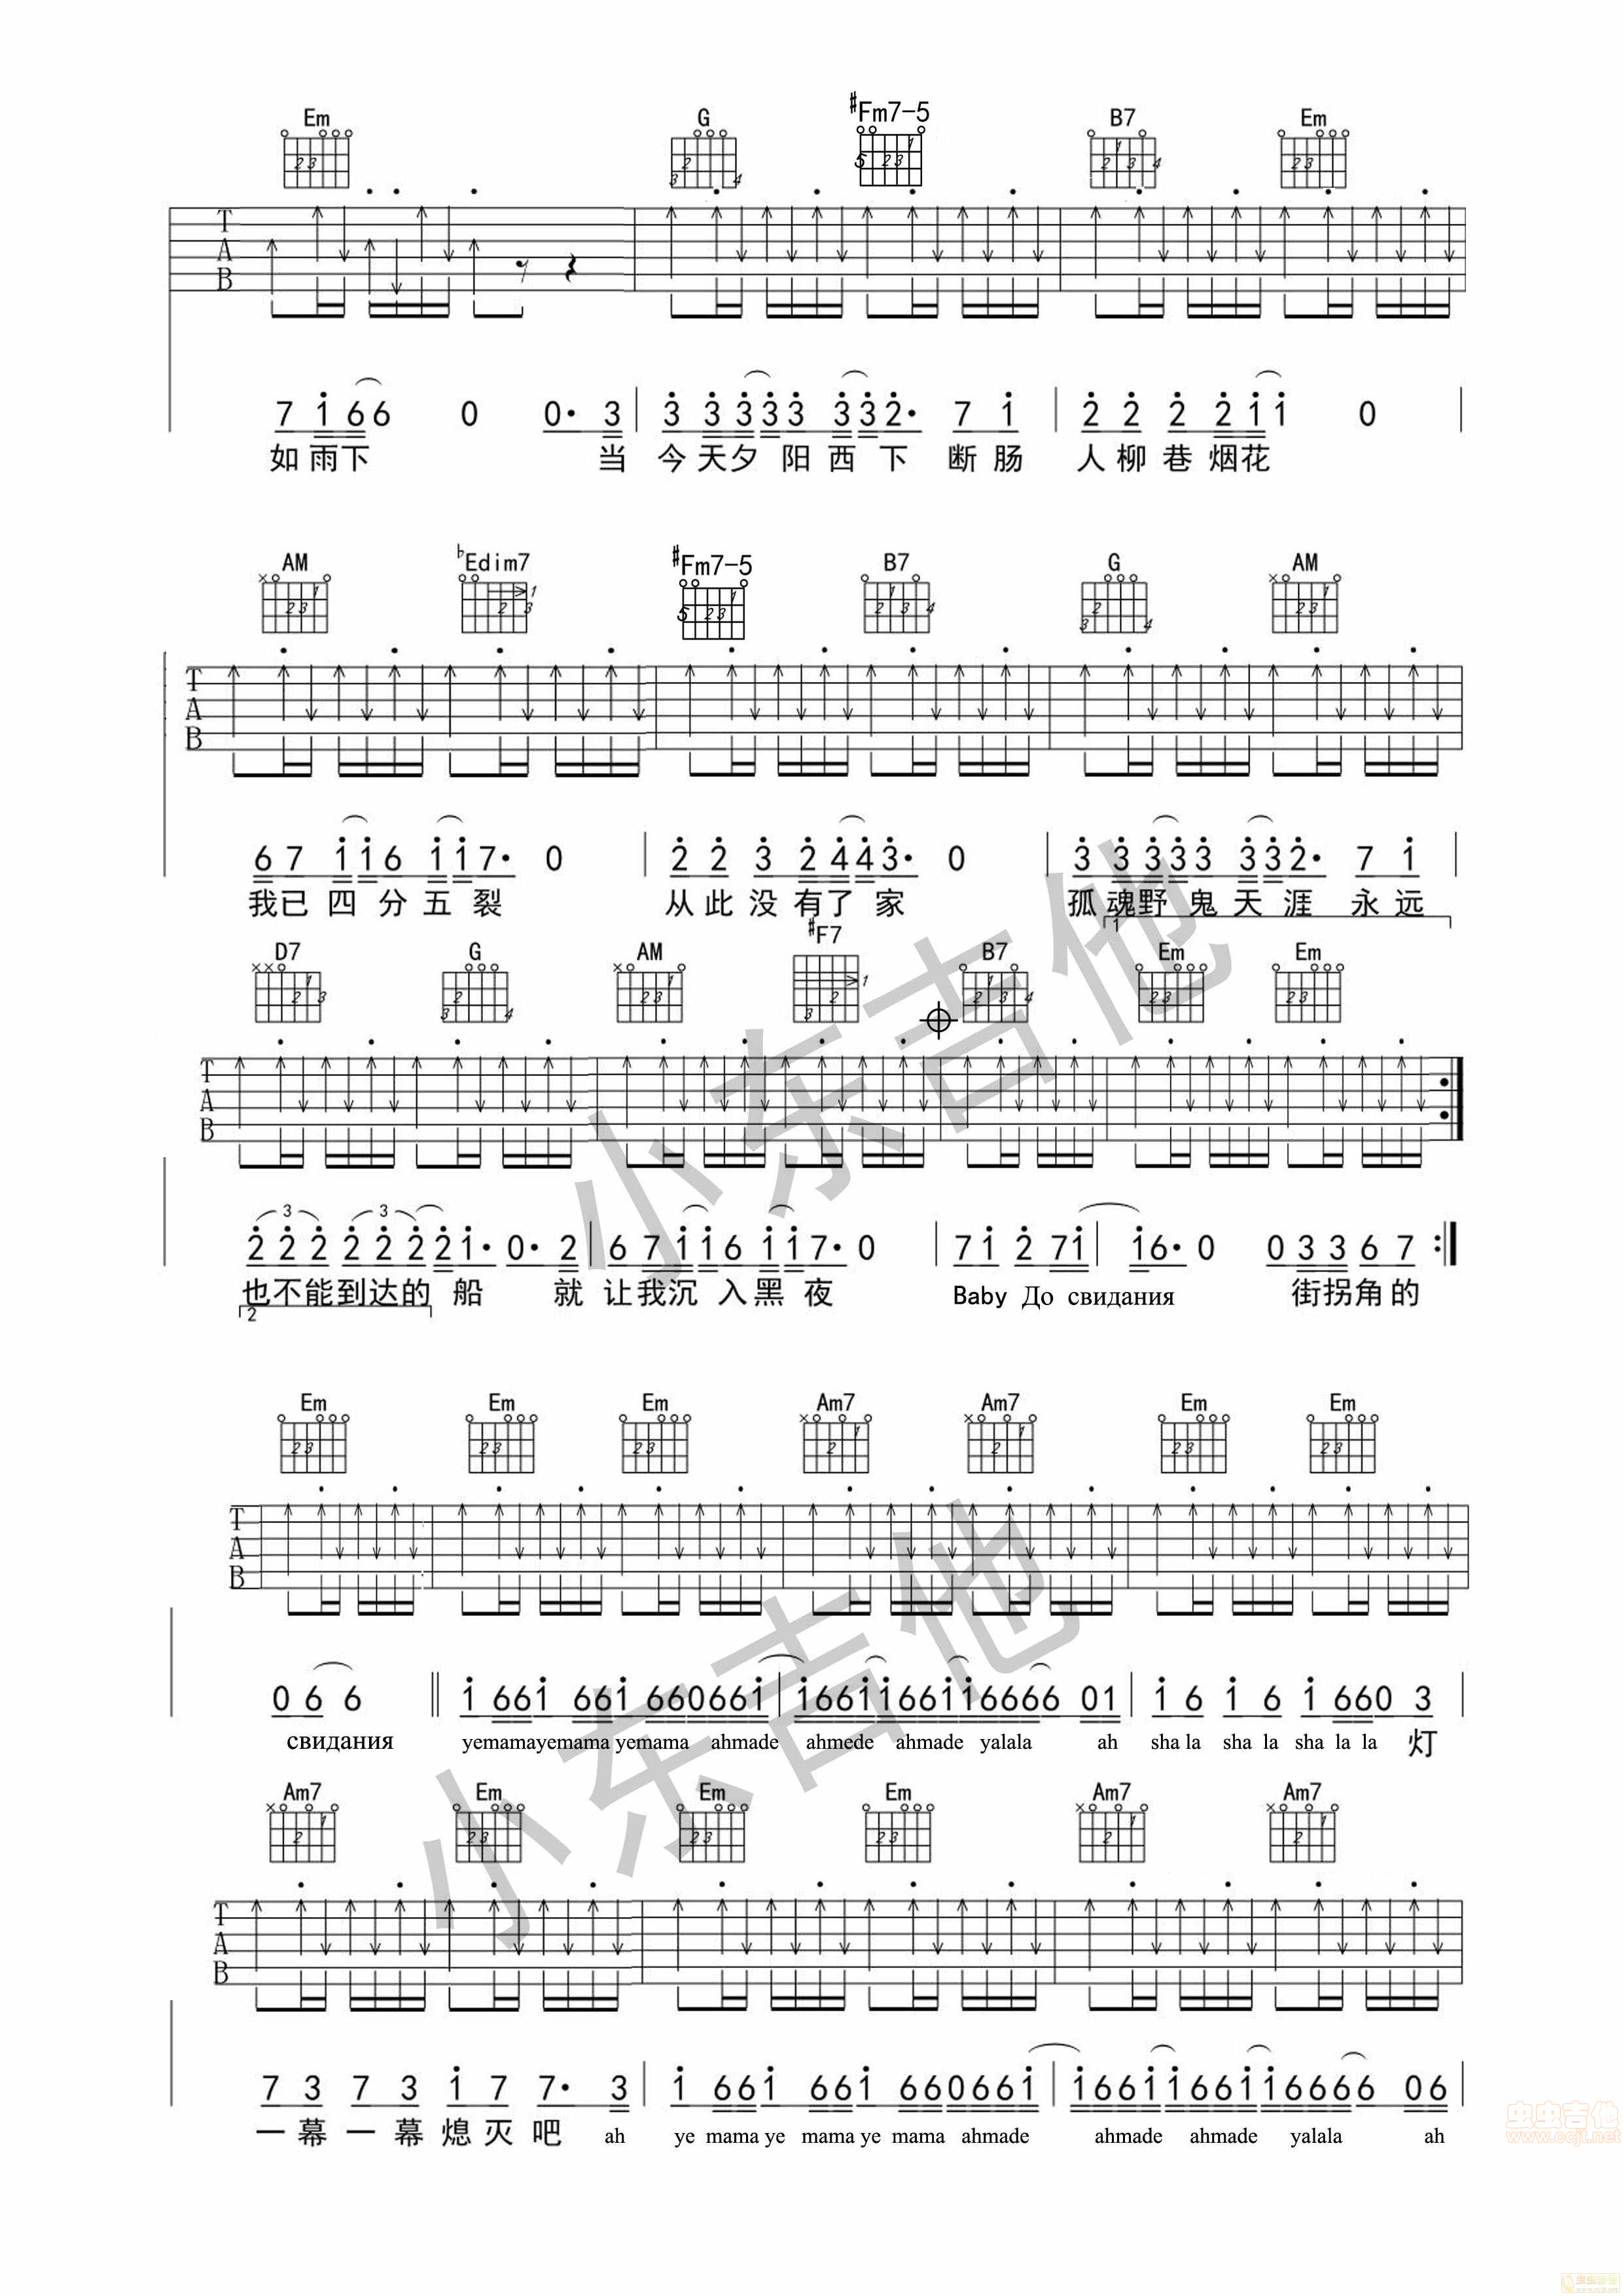 Em G #Fm7-5 B7 Em
T A B
7 1 6 6 0 0· 3 3 3 3 3 3 3 3 2· 7 1 2 2 2 2 1 1 0
如雨下 当 今天夕阳西下 断肠 人柳巷烟花
AM ♭Edim7 #Fm7-5 B7 G AM
T A B
6 7 1 1 6 1 1 7· 0 2 2 3 2 4 4 3· 0 3 3 3 3 3 3 3 2· 7 1
我已四分五裂 从此没有了家 孤魂野鬼天涯 永远
1
D7 G AM #F7 B7 Em Em
T A B
3 3
2 2 2 2 2 2 2 1· 0· 2 6 7 1 1 6 1 1 7· 0 7 1 2 7 1 1 6· 0 0 3 3 6 7
也不能到达的船 就 让我沉入黑夜 Baby До свидания 街拐角的
2
Em Em Em Am7 Am7 Em Em
T A B
0 6 6 1 6 6 1 6 6 1 6 6 0 6 6 1 1 6 6 1 1 6 6 1 1 6 6 6 6 0 1 1 6 1 6 1 6 6 0 3
свидания yemamayemama yemama ahmade ahmede ahmade yalala ah sha la sha la sha la la 灯
Am7 Em Em Em Am7 Am7
T A B
7 3 7 3 1 7 7· 3 1 6 6 1 6 6 1 6 6 0 6 6 1 1 6 6 1 1 6 6 1 1 6 6 6 6 0 6
一幕一幕熄灭吧 ah ye mama ye mama ye mama ahmade ahmade ahmade yalala ah
小东吉他
小东吉他
虫虫吉他
www.ccjt.net